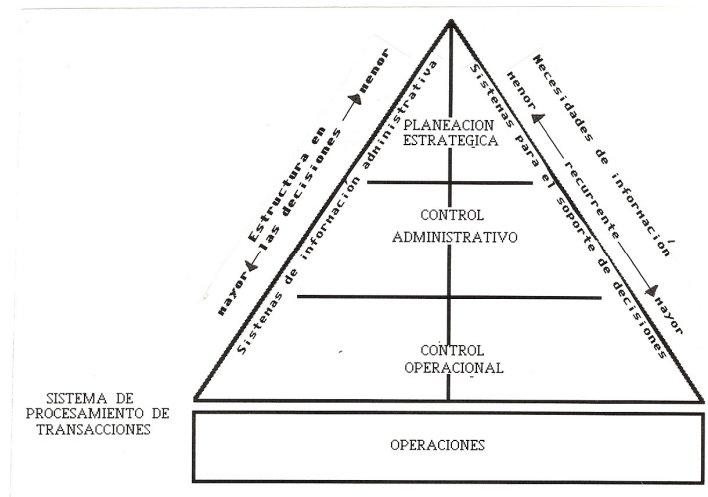 Estructura en
las decisiones
menor
mayor
Sistemas de información administrativa
Sistemas para el soporte de decisiones
Necesidades de información
menor
recurrente
mayor
PLANEACION
ESTRATEGICA
CONTROL
ADMINISTRATIVO
CONTROL
OPERACIONAL
SISTEMA DE
PROCESAMIENTO DE
TRANSACCIONES
OPERACIONES